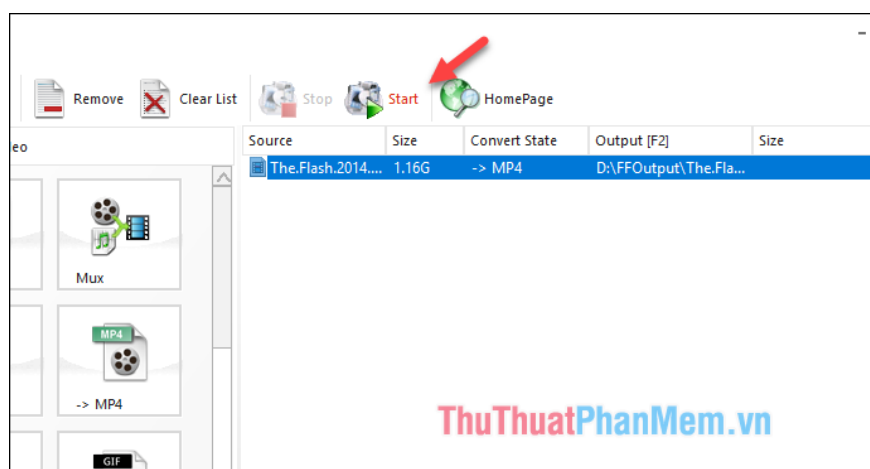 Remove
Clear List
Stop
Start
HomePage
eo
Source
Size
Convert State
Output [F2]
Size
The.Flash.2014....
1.16G
-> MP4
D:\FFOutput\The.Fla...
Mux
MP4
-> MP4
GIF
ThuThuatPhanMem.vn